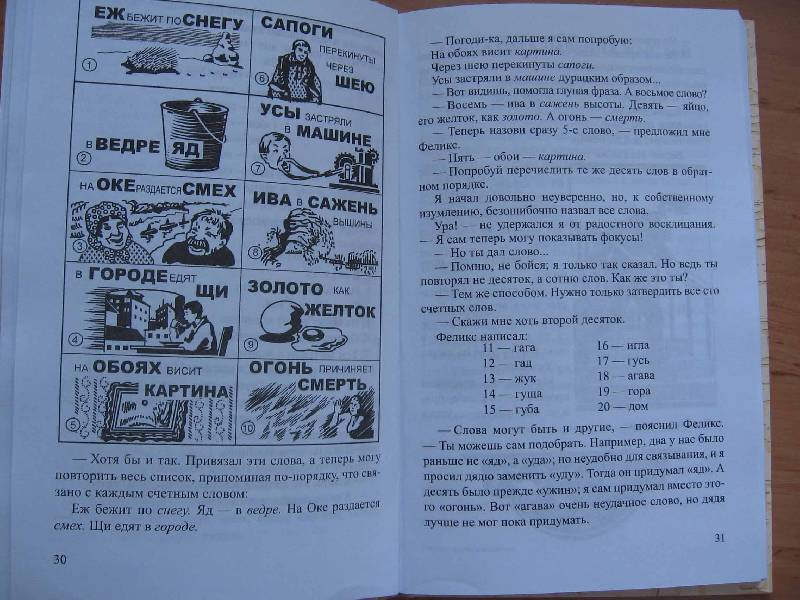 ЕЖ БЕЖИТ ПО СНЕГУ
1
В ВЕДРЕ ЯД
2
НА ОКЕ РАЗДАЕТСЯ СМЕХ
3
В ГОРОДЕ ЕДЯТ
ЩИ
4
НА ОБОЯХ ВИСИТ
КАРТИНА
5
САПОГИ
ПЕРЕКИНУТЫ
ЧЕРЕЗ
ШЕЮ
6
УСЫ ЗАСТРЯЛИ
В МАШИНЕ
7
ИВА В САЖЕНЬ
ВЫШИНЫ
8
ЗОЛОТО КАК
ЖЕЛТОК
9
ОГОНЬ ПРИЧИНЯЕТ
СМЕРТЬ
10
— Хотя бы и так. Привязал эти слова, а теперь могу
повторить весь список, припоминая по-порядку, что свя-
зано с каждым счетным словом:
Еж бежит по снегу. Яд — в ведре. На Оке раздается
смех. Щи едят в городе.
30
— Погоди-ка, дальше я сам попробую:
На обоях висит картина.
Через шею перекинуты сапоги.
Усы застряли в машине дурацким образом...
— Вот видишь, помогла глупая фраза. А восьмое слово?
— Восемь — ива в сажень высоты. Девять — яйцо,
его желток, как золото. А огонь — смерть.
— Теперь назови сразу 5-е слово, — предложил мне
Феликс.
— Пять — обои — картина.
— Попробуй перечислить те же десять слов в обрат-
ном порядке.
Я начал довольно неуверенно, но, к собственному
изумлению, безошибочно назвал все слова.
Ура! — не удержался я от радостного восклицания.
— Я сам теперь могу показывать фокусы!
— Но ты дал слово...
— Помню, не бойся; я только так сказал. Но ведь ты
повторял не десяток, а сотню слов. Как же это ты?
— Тем же способом. Нужно только затвердить все сто
счетных слов.
— Скажи мне хоть второй десяток.
Феликс написал:
11 — гага 16 — игла
12 — гад 17 — гусь
13 — жук 18 — агава
14 — гуща 19 — гора
15 — губа 20 — дом
— Слова могут быть и другие, — пояснил Феликс.
— Ты можешь сам подобрать. Например, два у нас было
раньше не «яд», а «уда»; но неудобно для связывания, и я
просил дядю заменить «уду». Тогда он придумал «яд». А
десять было прежде «ужин»; я сам придумал вместо это-
го «огонь». Вот «агава» очень неудачное слово, но дядя
лучше не мог пока придумать.
31